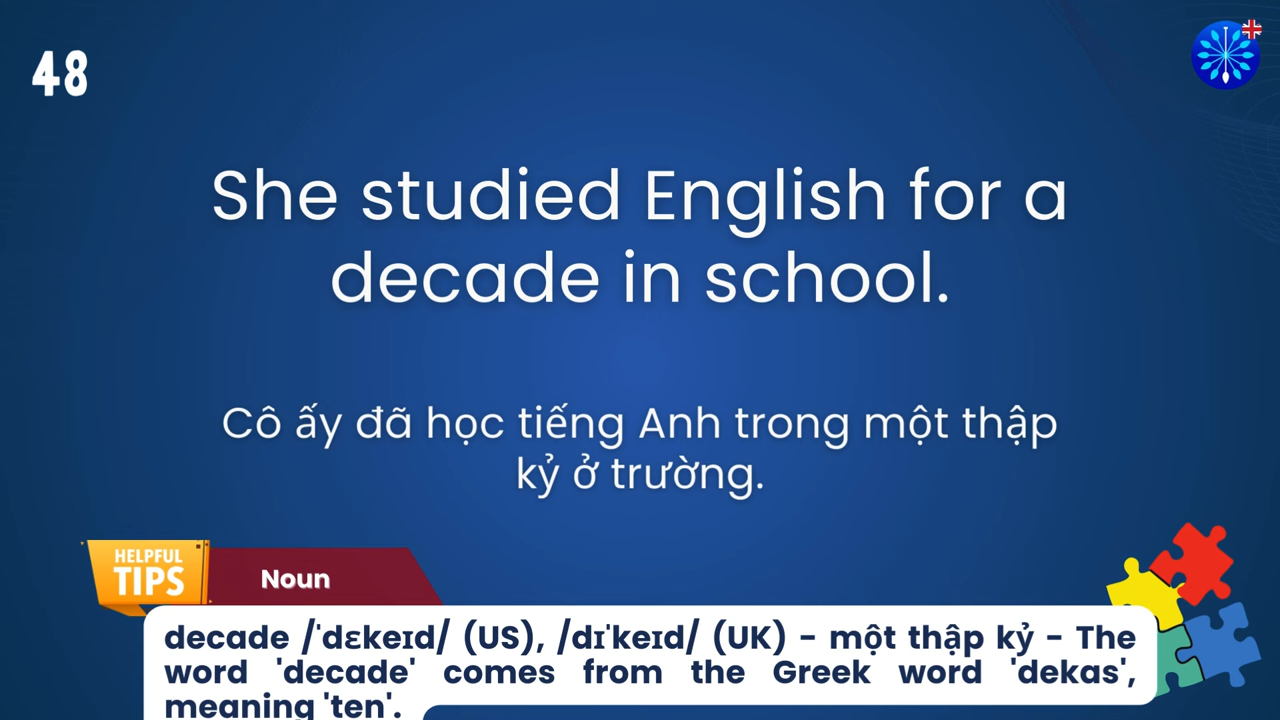 48
She studied English for a
decade in school.
Cô ấy đã học tiếng Anh trong một thập
kỷ ở trường.
HELPFUL
TIPS
Noun
decade /ˈdɛkeɪd/ (US), /dɪˈkeɪd/ (UK) - một thập kỷ - The
word 'decade' comes from the Greek word 'dekas',
meaning 'ten'.